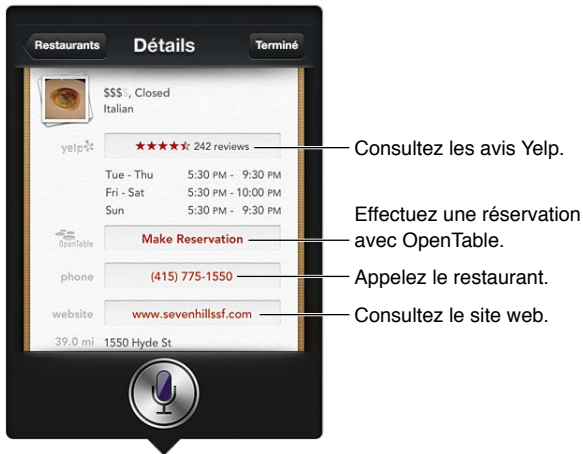 Restaurants
Détails
Terminé
$$$$, Closed
Italian
yelp
242 reviews
Consultez les avis Yelp.
Tue - Thu 5:30 PM - 9:30 PM
Fri - Sat 5:30 PM - 10:00 PM
Sun 5:30 PM - 9:30 PM
OpenTable
Make Reservation
Effectuez une réservation
avec OpenTable.
phone
(415) 775-1550
Appelez le restaurant.
website
www.sevenhillssf.com
Consultez le site web.
39.0 mi 1550 Hyde St